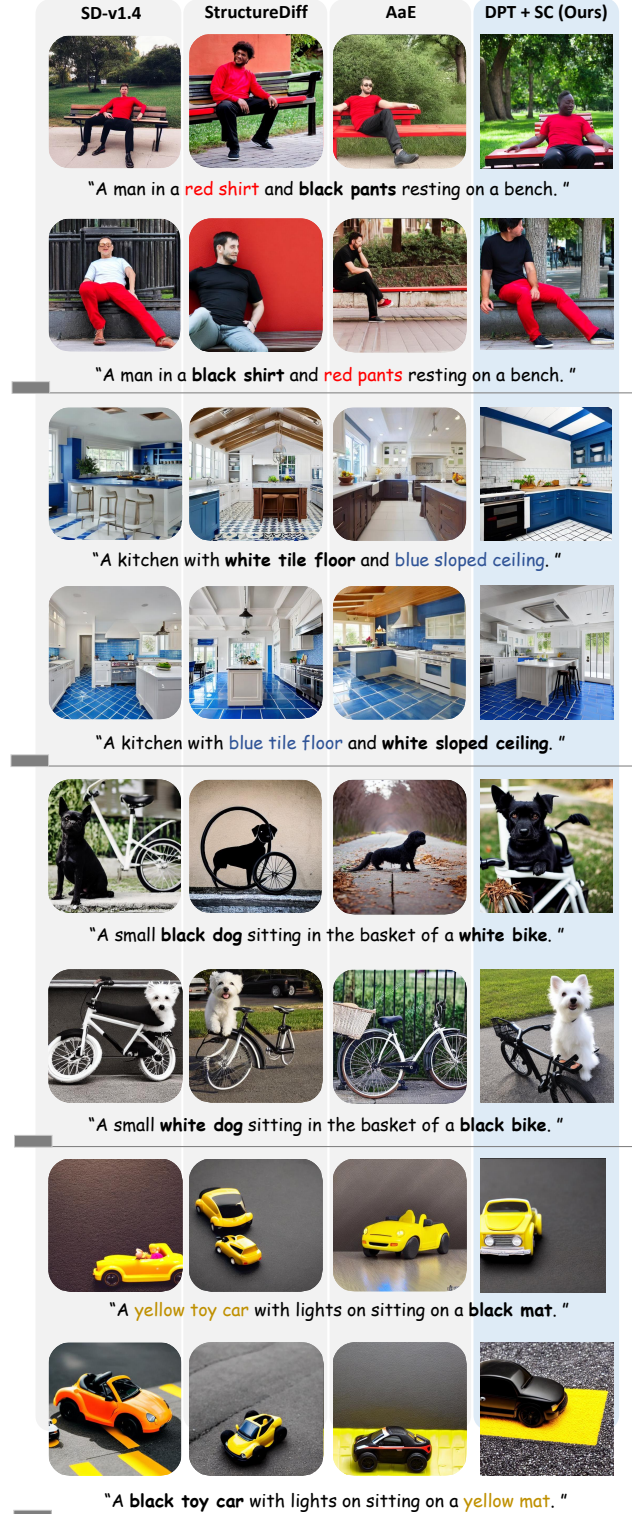 SD-v1.4 StructureDiff AaE DPT + SC (Ours)
“A man in a red shirt and black pants resting on a bench. ”
“A man in a black shirt and red pants resting on a bench. ”
“A kitchen with white tile floor and blue sloped ceiling. ”
“A kitchen with blue tile floor and white sloped ceiling. ”
“A small black dog sitting in the basket of a white bike. ”
“A small white dog sitting in the basket of a black bike. ”
“A yellow toy car with lights on sitting on a black mat. ”
“A black toy car with lights on sitting on a yellow mat. ”